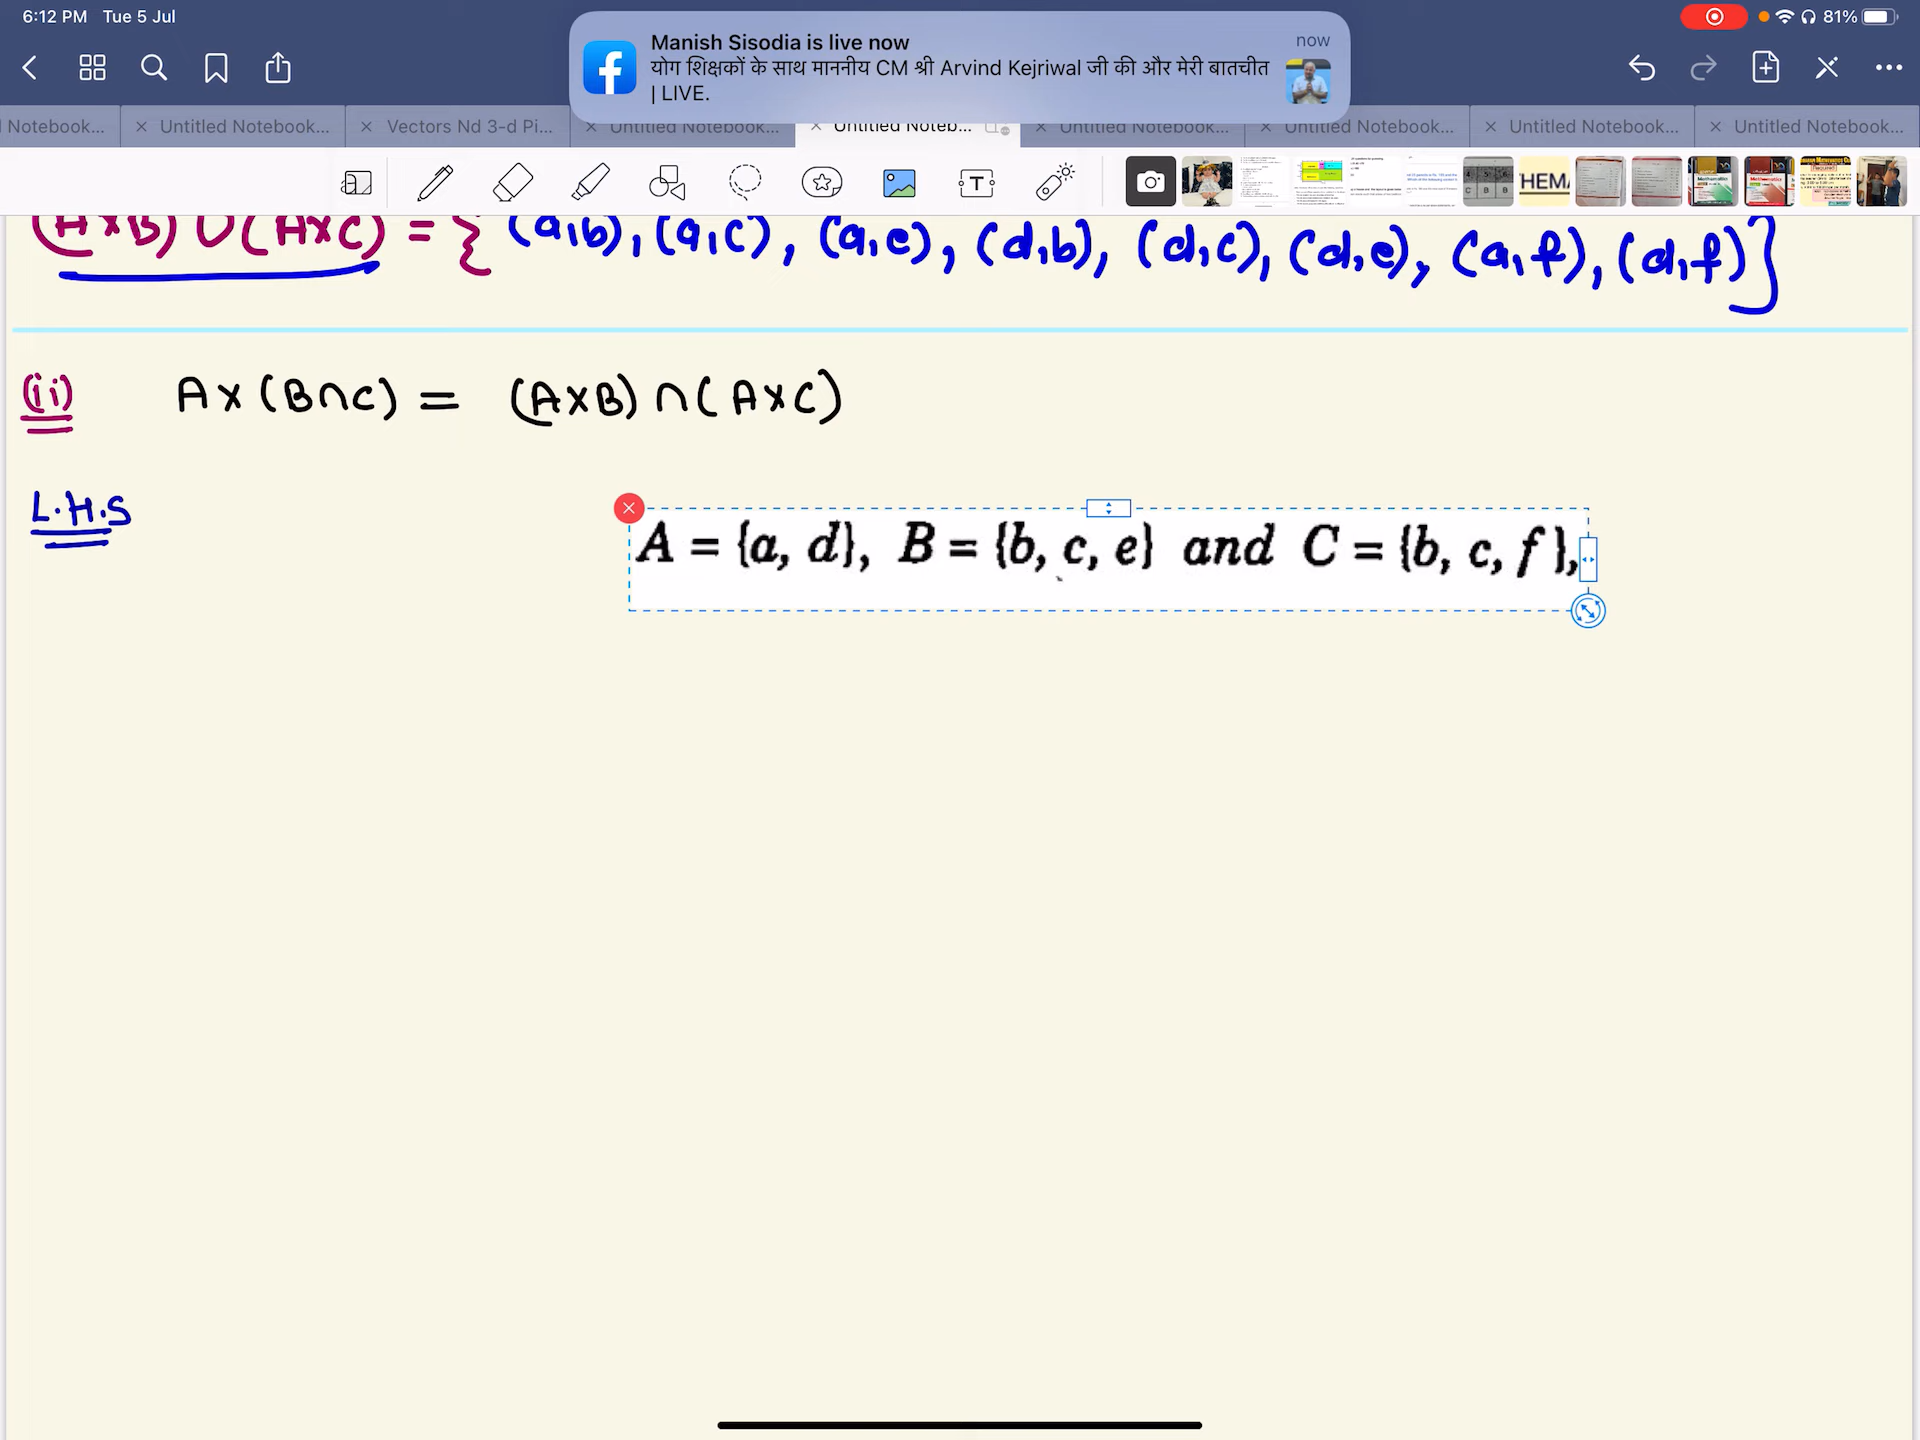 6:12 PM Tue 5 Jul
81%
Manish Sisodia is live now
now
योग शिक्षकों के साथ माननीय CM श्री Arvind Kejriwal जी की और मेरी बातचीत
| LIVE.
Notebook...
Untitled Notebook...
Vectors Nd 3-d Pi...
Untitled Notebook...
Untitled Noteb...
Untitled Notebook...
Untitled Notebook...
Untitled Notebook...
Untitled Notebook...
(A×B) ∪ (A×C) = { (a,b), (a,c), (a,e), (d,b), (d,c), (d,e), (a,f), (d,f)}
(ii) A×(B∩C) = (A×B)∩(A×C)
L.H.S
A = {a, d}, B = {b, c, e} and C = {b, c, f},